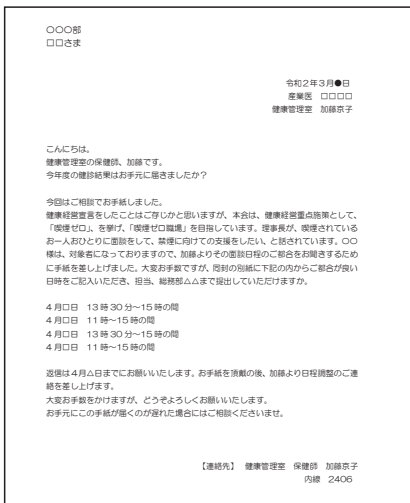 〇〇〇部
□□さま
令和2年3月●日
産業医　□□□□
健康管理室　加藤京子
こんにちは。
健康管理室の保健師、加藤です。
今年度の健診結果はお手元に届きましたか？
今回はご相談でお手紙しました。
健康経営宣言をしたことはご存じかと思いますが、本会は、健康経営重点施策として、
「喫煙ゼロ」、を挙げ、「喫煙ゼロ職場」を目指しています。理事長が、喫煙されている
お一人おひとりに面談をして、禁煙に向けての支援をしたい、と話されています。〇〇
様は、対象者になっておりますので、加藤よりその面談日程のご都合をお聞きするため
に手紙を差し上げました。大変お手数ですが、同封の別紙に下記の内からご都合が良い
日時をご記入いただき、担当、総務部△△まで提出していただけますか。
4月□日　13時30分～15時の間
4月□日　11時～15時の間
4月□日　13時30分～15時の間
4月□日　11時～15時の間
返信は4月△日までにお願いいたします。お手紙を頂戴の後、加藤より日程調整のご連
絡を差し上げます。
大変お手数をかけますが、どうぞよろしくお願いいたします。
お手元にこの手紙が届くのが遅れた場合にはご相談くださいませ。
【連絡先】　健康管理室　保健師　加藤京子
内線　2406